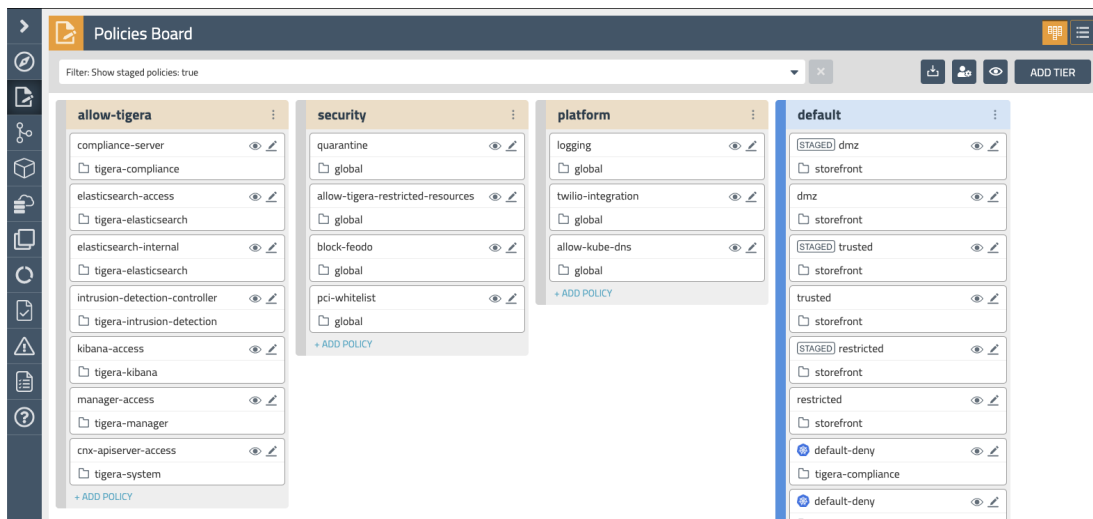 Policies Board
Filter: Show staged policies: true
ADD TIER
allow-tigera
compliance-server
tigera-compliance
elasticsearch-access
tigera-elasticsearch
elasticsearch-internal
tigera-elasticsearch
intrusion-detection-controller
tigera-intrusion-detection
kibana-access
tigera-kibana
manager-access
tigera-manager
cnx-apiserver-access
tigera-system
+ ADD POLICY
security
quarantine
global
allow-tigera-restricted-resources
global
block-feodo
global
pci-whitelist
global
+ ADD POLICY
platform
logging
global
twilio-integration
global
allow-kube-dns
global
+ ADD POLICY
default
STAGED dmz
storefront
dmz
storefront
STAGED trusted
storefront
trusted
storefront
STAGED restricted
storefront
restricted
storefront
default-deny
tigera-compliance
default-deny